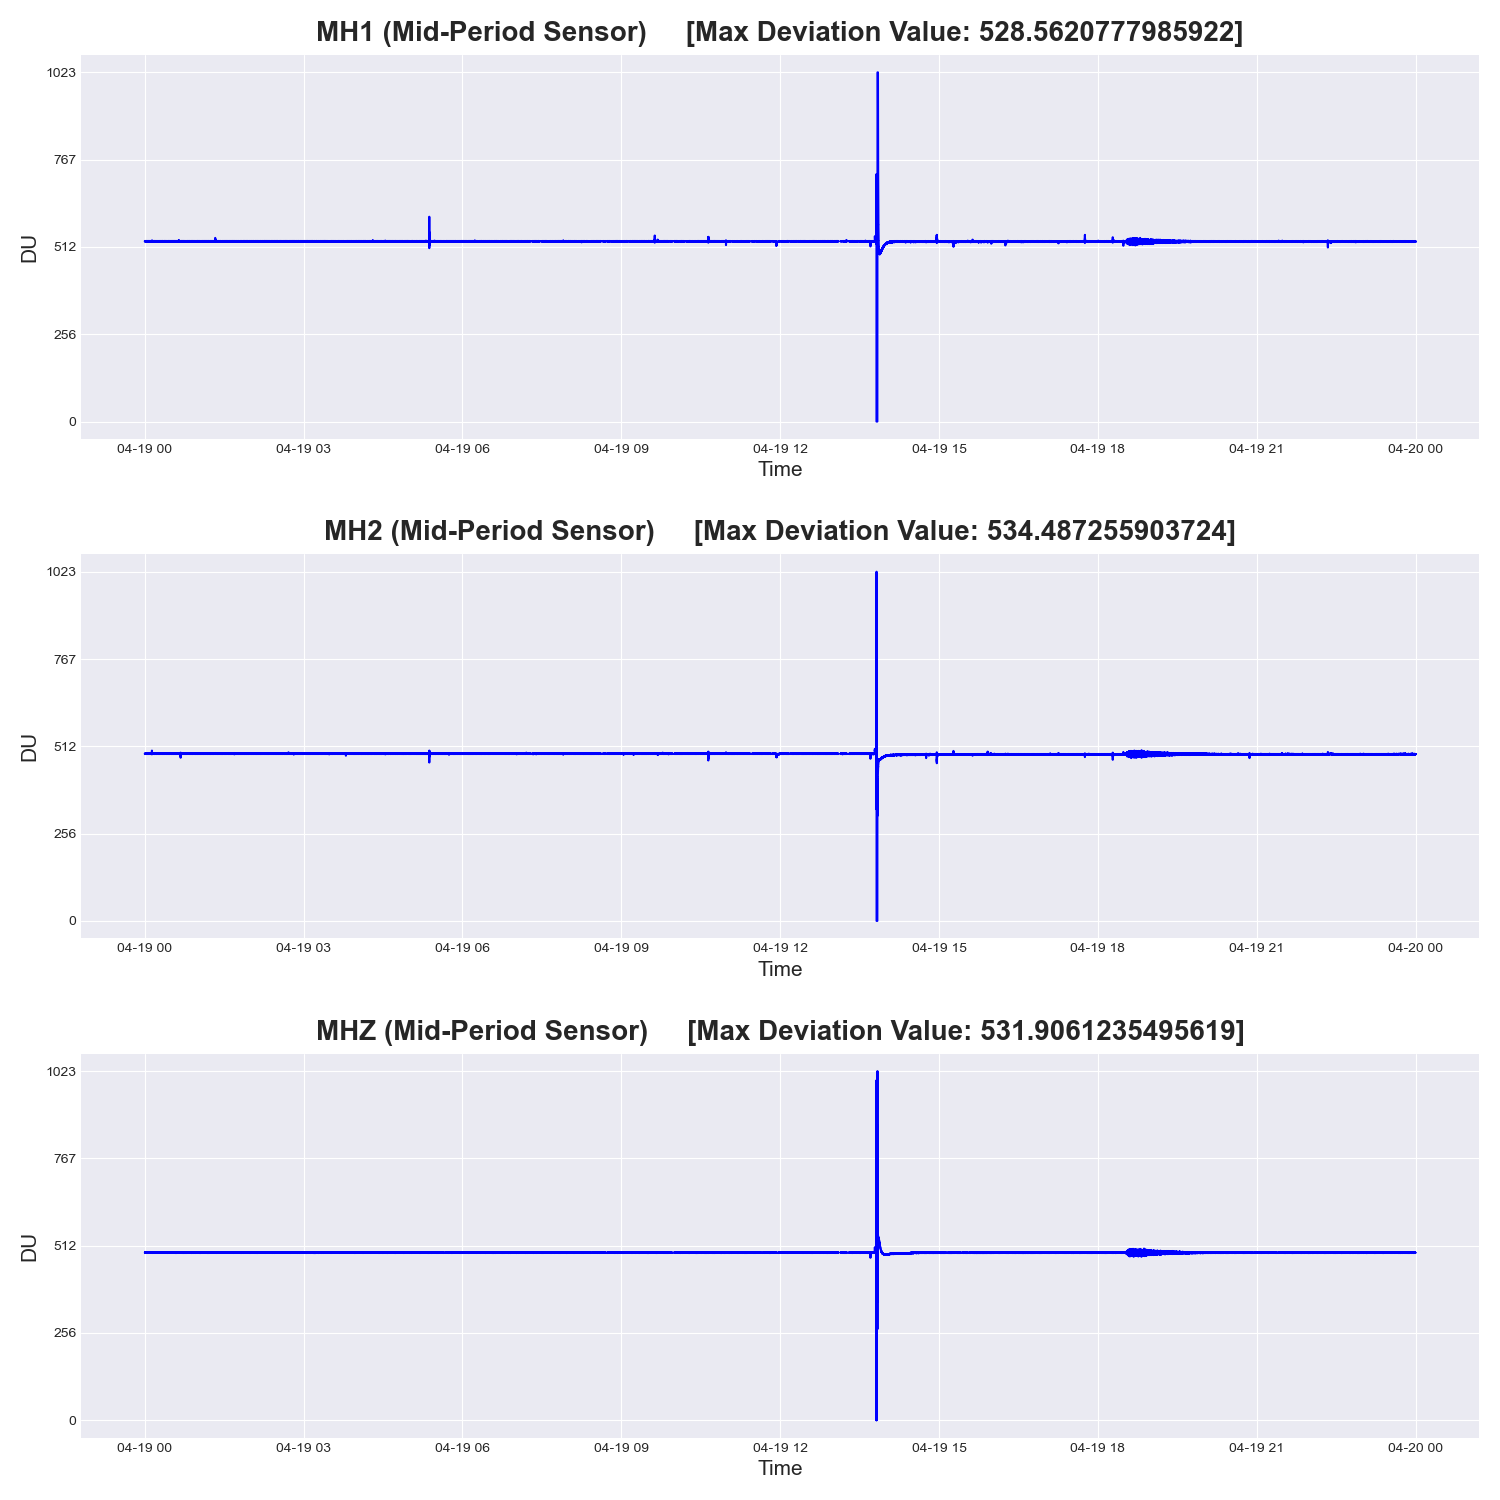 MH1 (Mid-Period Sensor) [Max Deviation Value: 528.5620777985922]
1023
767
512
256
0
DU
04-19 00 04-19 03 04-19 06 04-19 09 04-19 12 04-19 15 04-19 18 04-19 21 04-20 00
Time
MH2 (Mid-Period Sensor) [Max Deviation Value: 534.487255903724]
1023
767
512
256
0
DU
04-19 00 04-19 03 04-19 06 04-19 09 04-19 12 04-19 15 04-19 18 04-19 21 04-20 00
Time
MHZ (Mid-Period Sensor) [Max Deviation Value: 531.9061235495619]
1023
767
512
256
0
DU
04-19 00 04-19 03 04-19 06 04-19 09 04-19 12 04-19 15 04-19 18 04-19 21 04-20 00
Time